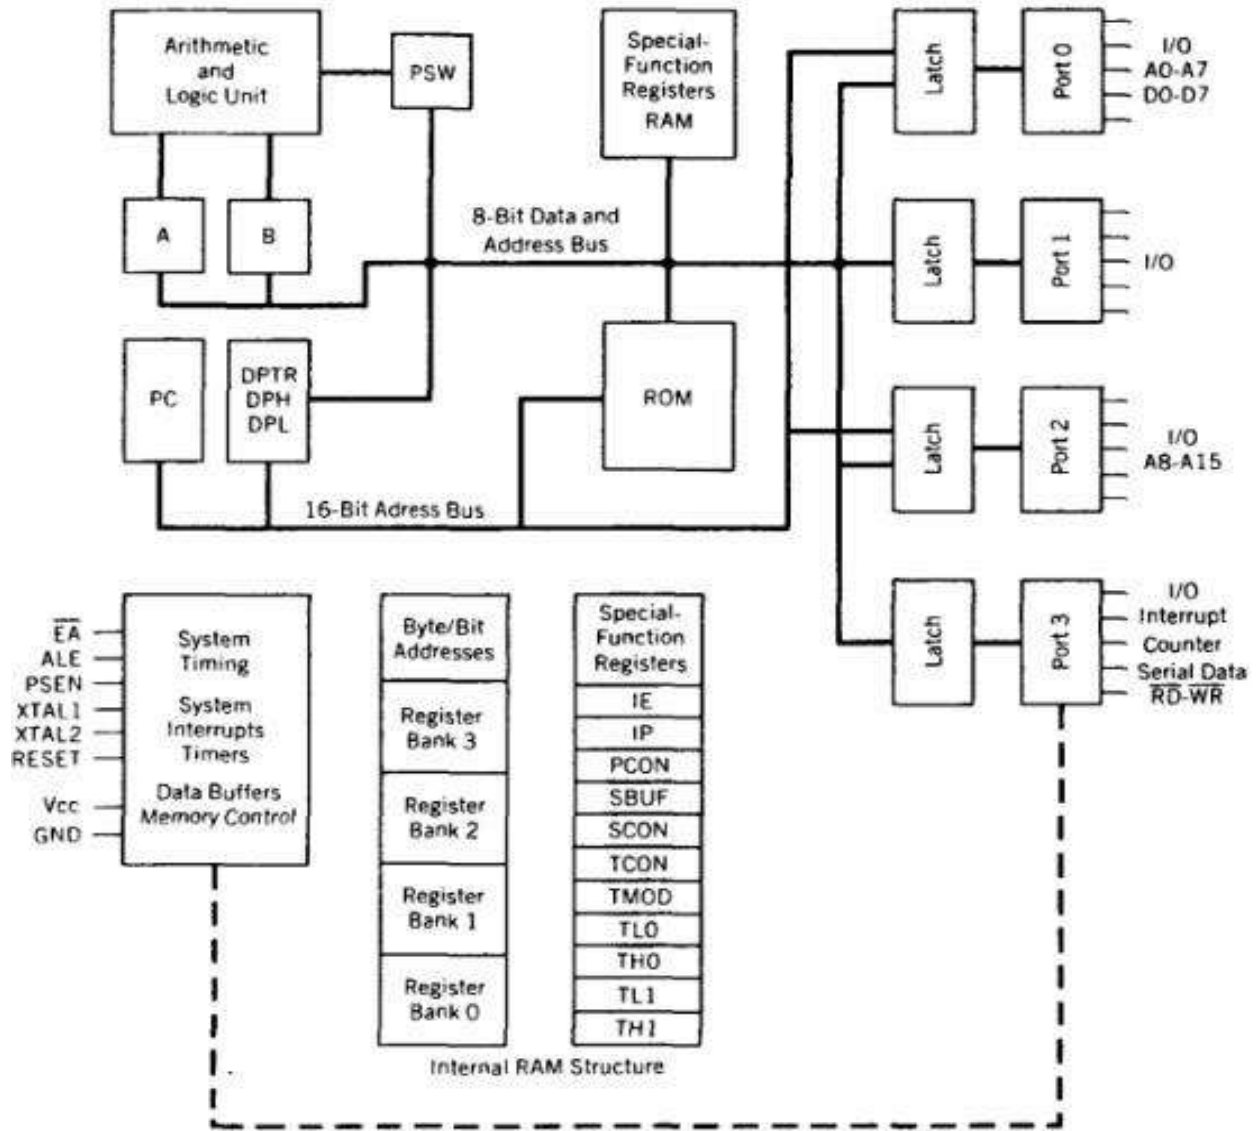 Arithmetic
and
Logic Unit
PSW
Special-
Function
Registers
RAM
Latch
Port 0
I/O
A0-A7
D0-D7
A
B
8-Bit Data and
Address Bus
Latch
Port 1
I/O
PC
DPTR
DPH
DPL
ROM
Latch
Port 2
I/O
A8-A15
16-Bit Adress Bus
Latch
Port 3
I/O
Interrupt
Counter
Serial Data
R̅D̅-W̅R̅
E̅A̅
ALE
PSEN
XTAL1
XTAL2
RESET
Vcc
GND
System
Timing
System
Interrupts
Timers
Data Buffers
Memory Control
Byte/Bit
Addresses
Register
Bank 3
Register
Bank 2
Register
Bank 1
Register
Bank 0
Special-
Function
Registers
IE
IP
PCON
SBUF
SCON
TCON
TMOD
TL0
TH0
TL1
TH1
Internal RAM Structure